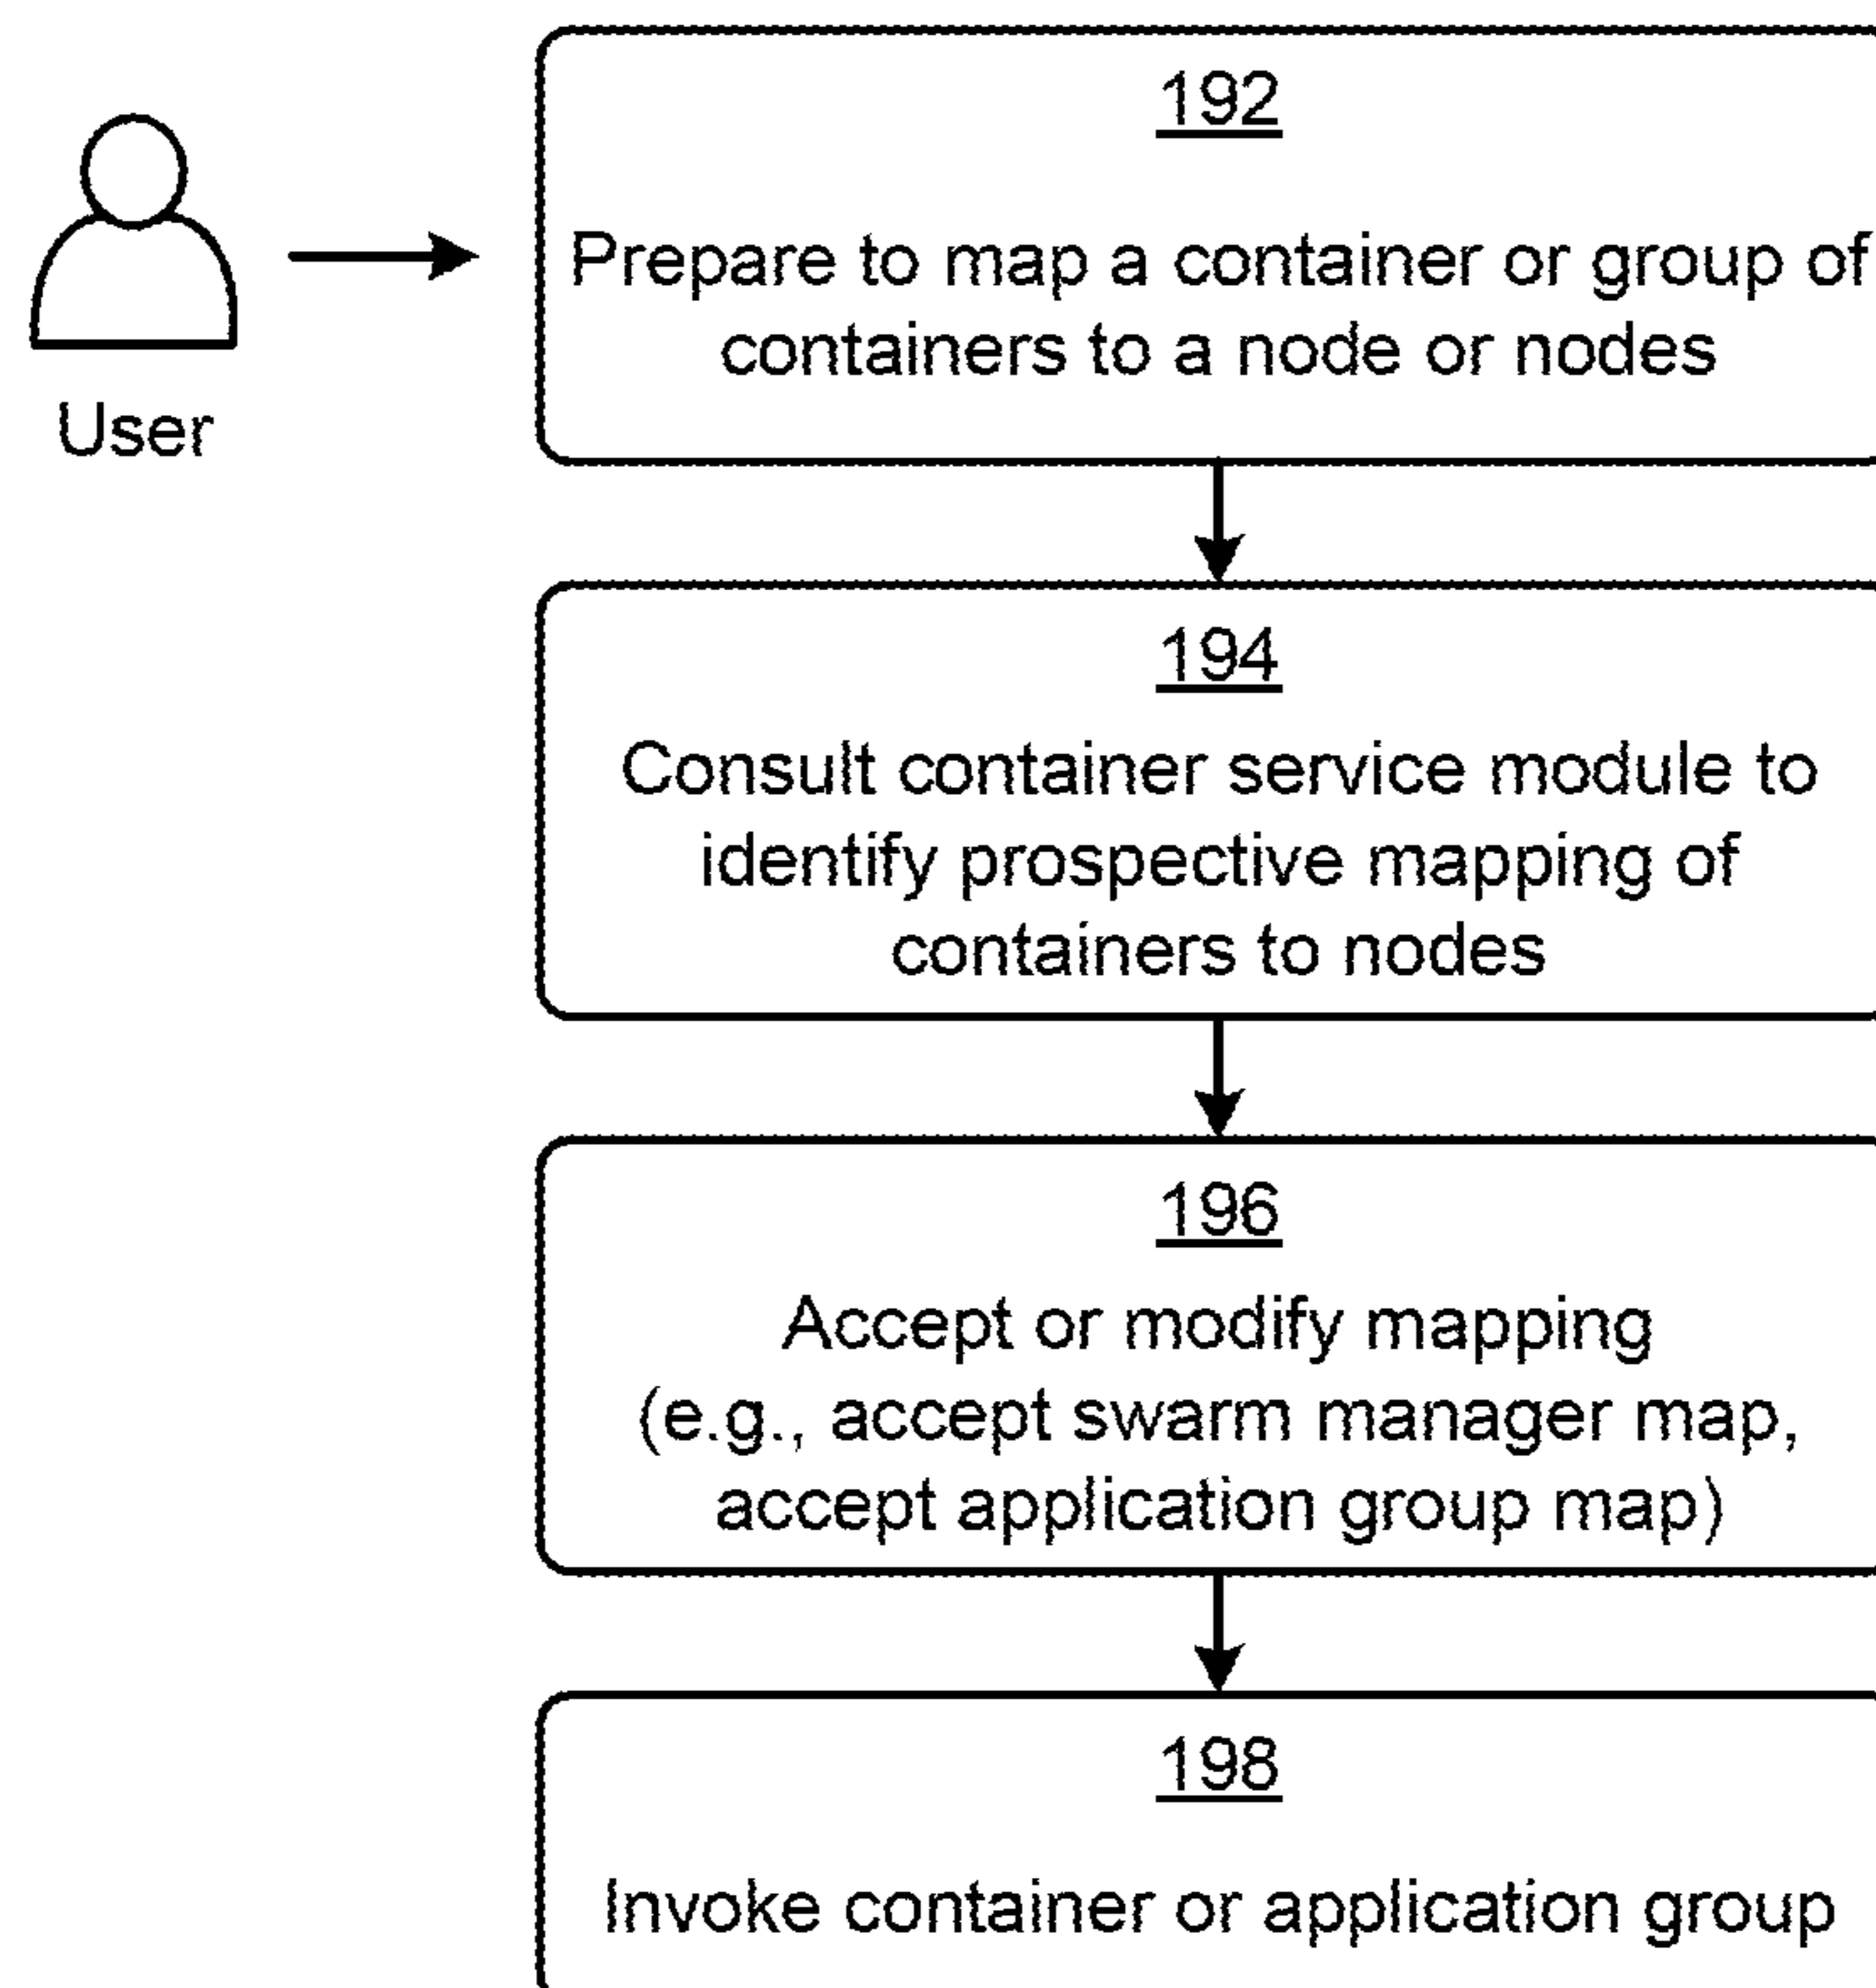 192
Prepare to map a container or group of
containers to a node or nodes
User
194
Consult container service module to
identify prospective mapping of
containers to nodes
196
Accept or modify mapping
(e.g., accept swarm manager map,
accept application group map)
198
Invoke container or application group